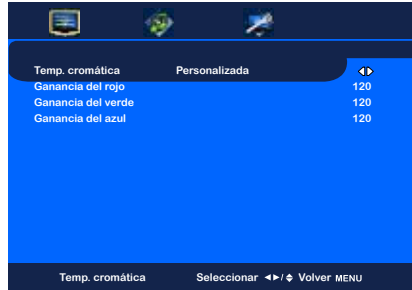 Temp. cromática Personalizada
Ganancia del rojo 120
Ganancia del verde 120
Ganancia del azul 120
Temp. cromática Seleccionar ◄►/ Volver MENU